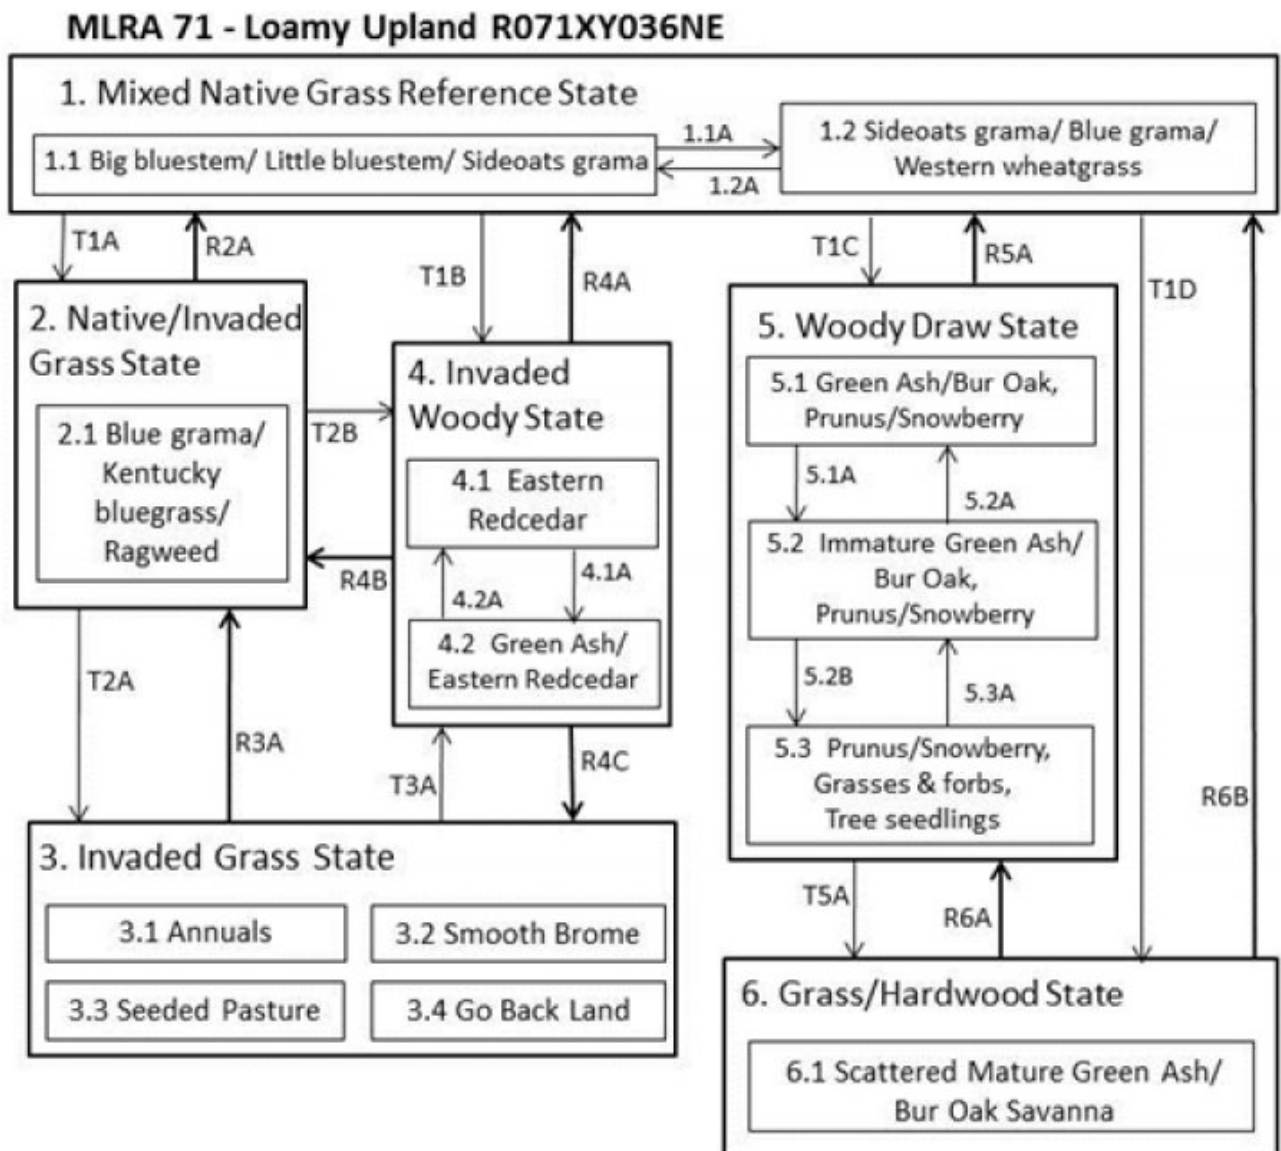 MLRA 71 - Loamy Upland R071XY036NE
1. Mixed Native Grass Reference State
1.1 Big bluestem/ Little bluestem/ Sideoats grama
1.1A
1.2A
1.2 Sideoats grama/ Blue grama/
Western wheatgrass
T1A
R2A
T1B
R4A
T1C
R5A
T1D
2. Native/Invaded
Grass State
2.1 Blue grama/
Kentucky
bluegrass/
Ragweed
T2B
R4B
4. Invaded
Woody State
4.1 Eastern
Redcedar
4.2A
4.1A
4.2 Green Ash/
Eastern Redcedar
5. Woody Draw State
5.1 Green Ash/Bur Oak,
Prunus/Snowberry
5.1A
5.2A
5.2 Immature Green Ash/
Bur Oak,
Prunus/Snowberry
5.2B
5.3A
5.3 Prunus/Snowberry,
Grasses & forbs,
Tree seedlings
T2A
R3A
T3A
R4C
R6B
3. Invaded Grass State
3.1 Annuals
3.2 Smooth Brome
3.3 Seeded Pasture
3.4 Go Back Land
T5A
R6A
6. Grass/Hardwood State
6.1 Scattered Mature Green Ash/
Bur Oak Savanna